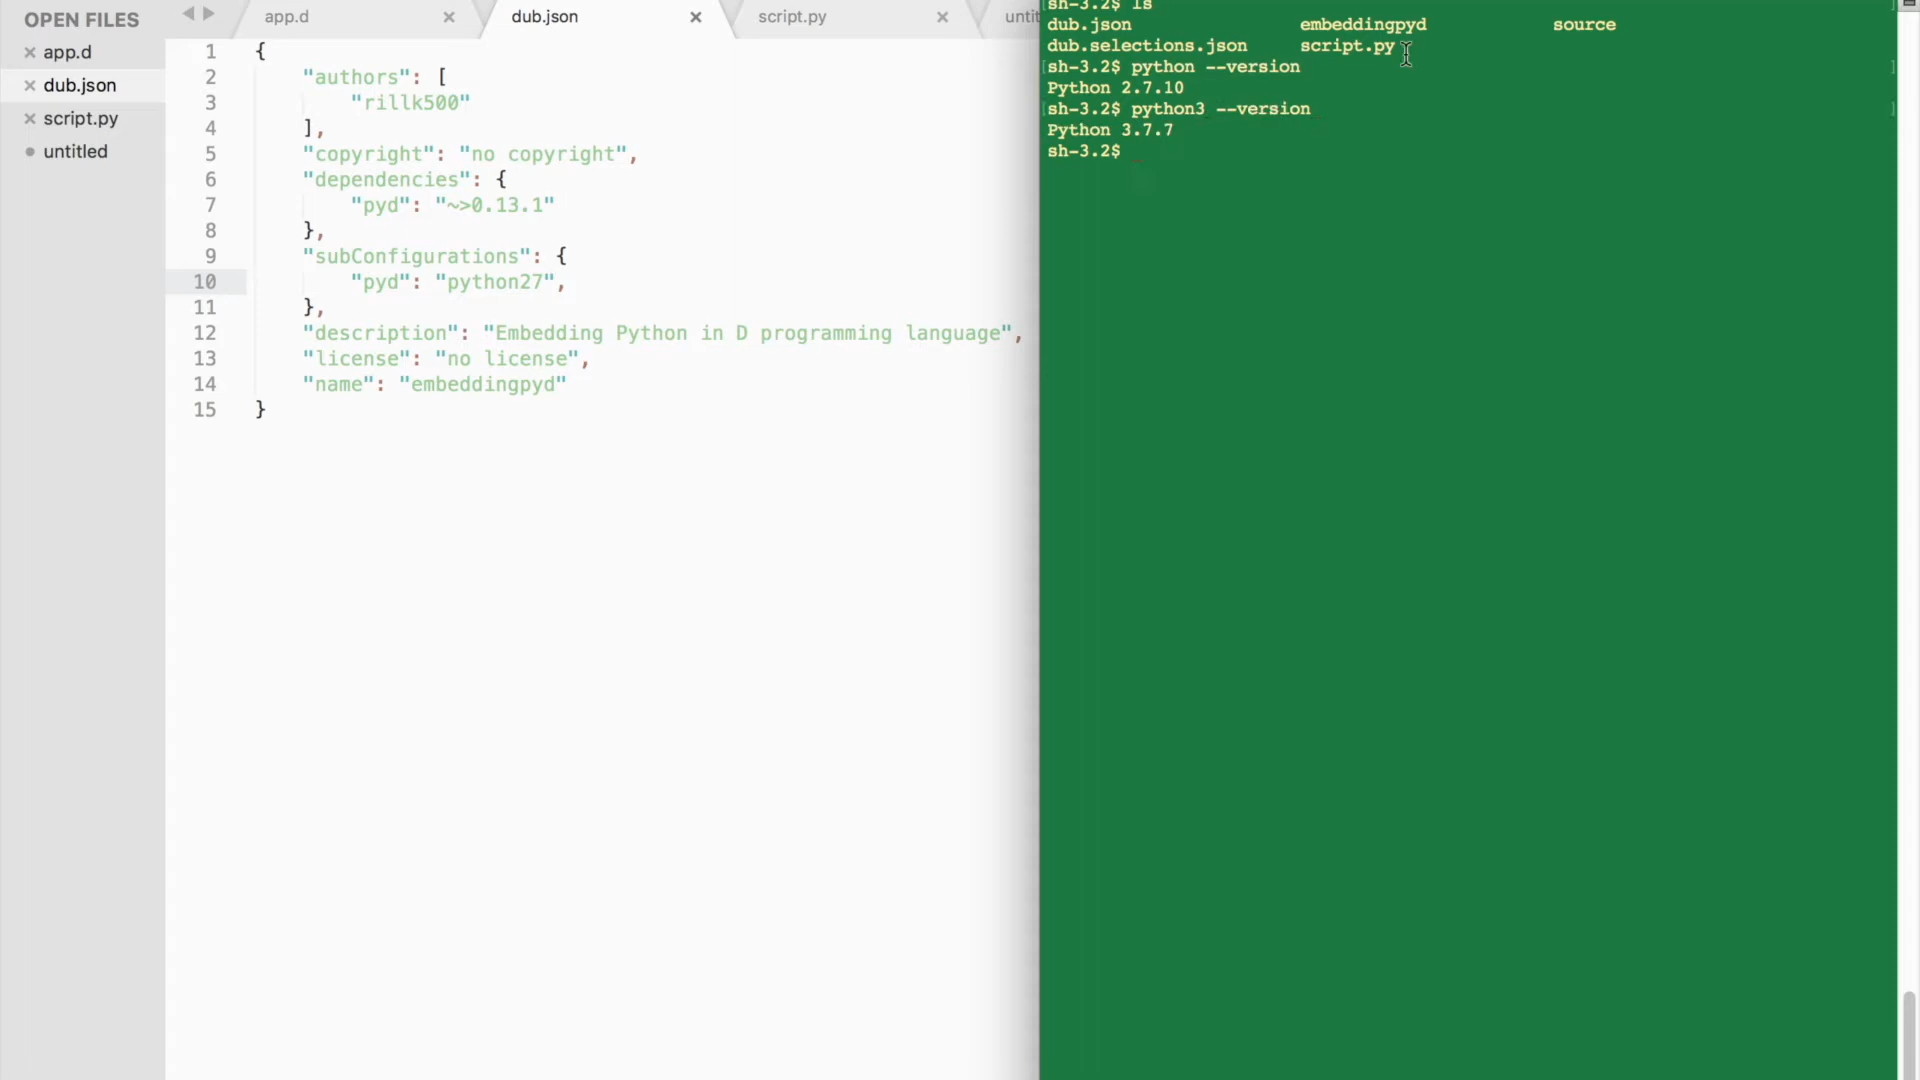 OPEN FILES
app.d
dub.json
script.py
untitled
app.d
dub.json
script.py
1 {
2 "authors": [
3 "rillk500"
4 ],
5 "copyright": "no copyright",
6 "dependencies": {
7 "pyd": "~>0.13.1"
8 },
9 "subConfigurations": {
10 "pyd": "python27",
11 },
12 "description": "Embedding Python in D programming language",
13 "license": "no license",
14 "name": "embeddingpyd"
15 }
[sh-3.2$ ls ]
dub.json embeddingpyd source
dub.selections.json script.py
[sh-3.2$ python --version ]
Python 2.7.10
[sh-3.2$ python3 --version ]
Python 3.7.7
sh-3.2$